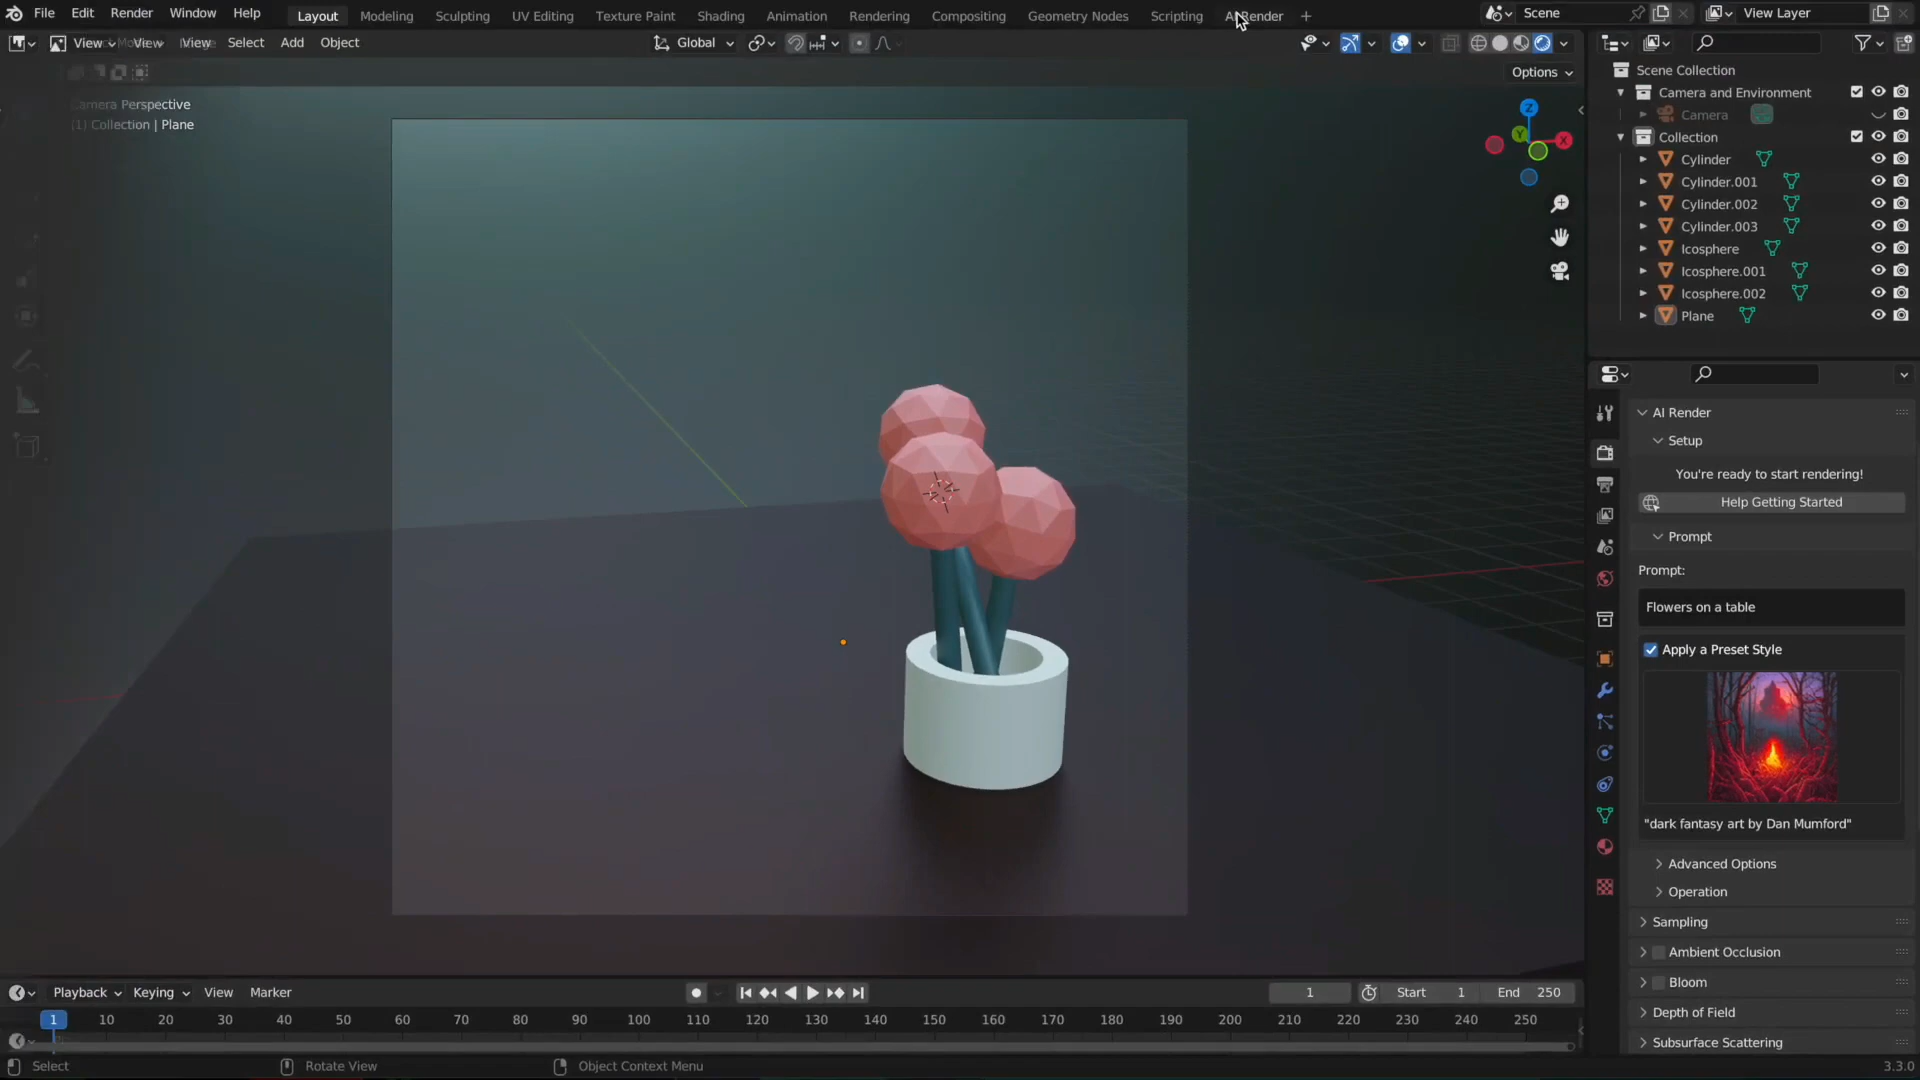 File Edit Render Window Help
Layout Modeling Sculpting UV Editing Texture Paint Shading Animation Rendering Compositing Geometry Nodes Scripting AI Render +
Scene
View Layer
View View View Select Add Object
Global
Options
Camera Perspective
(1) Collection | Plane
Z
Y
X
Scene Collection
Camera and Environment
Camera
Collection
Cylinder
Cylinder.001
Cylinder.002
Cylinder.003
Icosphere
Icosphere.001
Icosphere.002
Plane
AI Render
Setup
You're ready to start rendering!
Help Getting Started
Prompt
Prompt:
Flowers on a table
Apply a Preset Style
"dark fantasy art by Dan Mumford"
Advanced Options
Operation
Sampling
Ambient Occlusion
Bloom
Depth of Field
Subsurface Scattering
Playback Keying View Marker
1 Start 1 End 250
1 10 20 30 40 50 60 70 80 90 100 110 120 130 140 150 160 170 180 190 200 210 220 230 240 250
Select Rotate View Object Context Menu
3.3.0